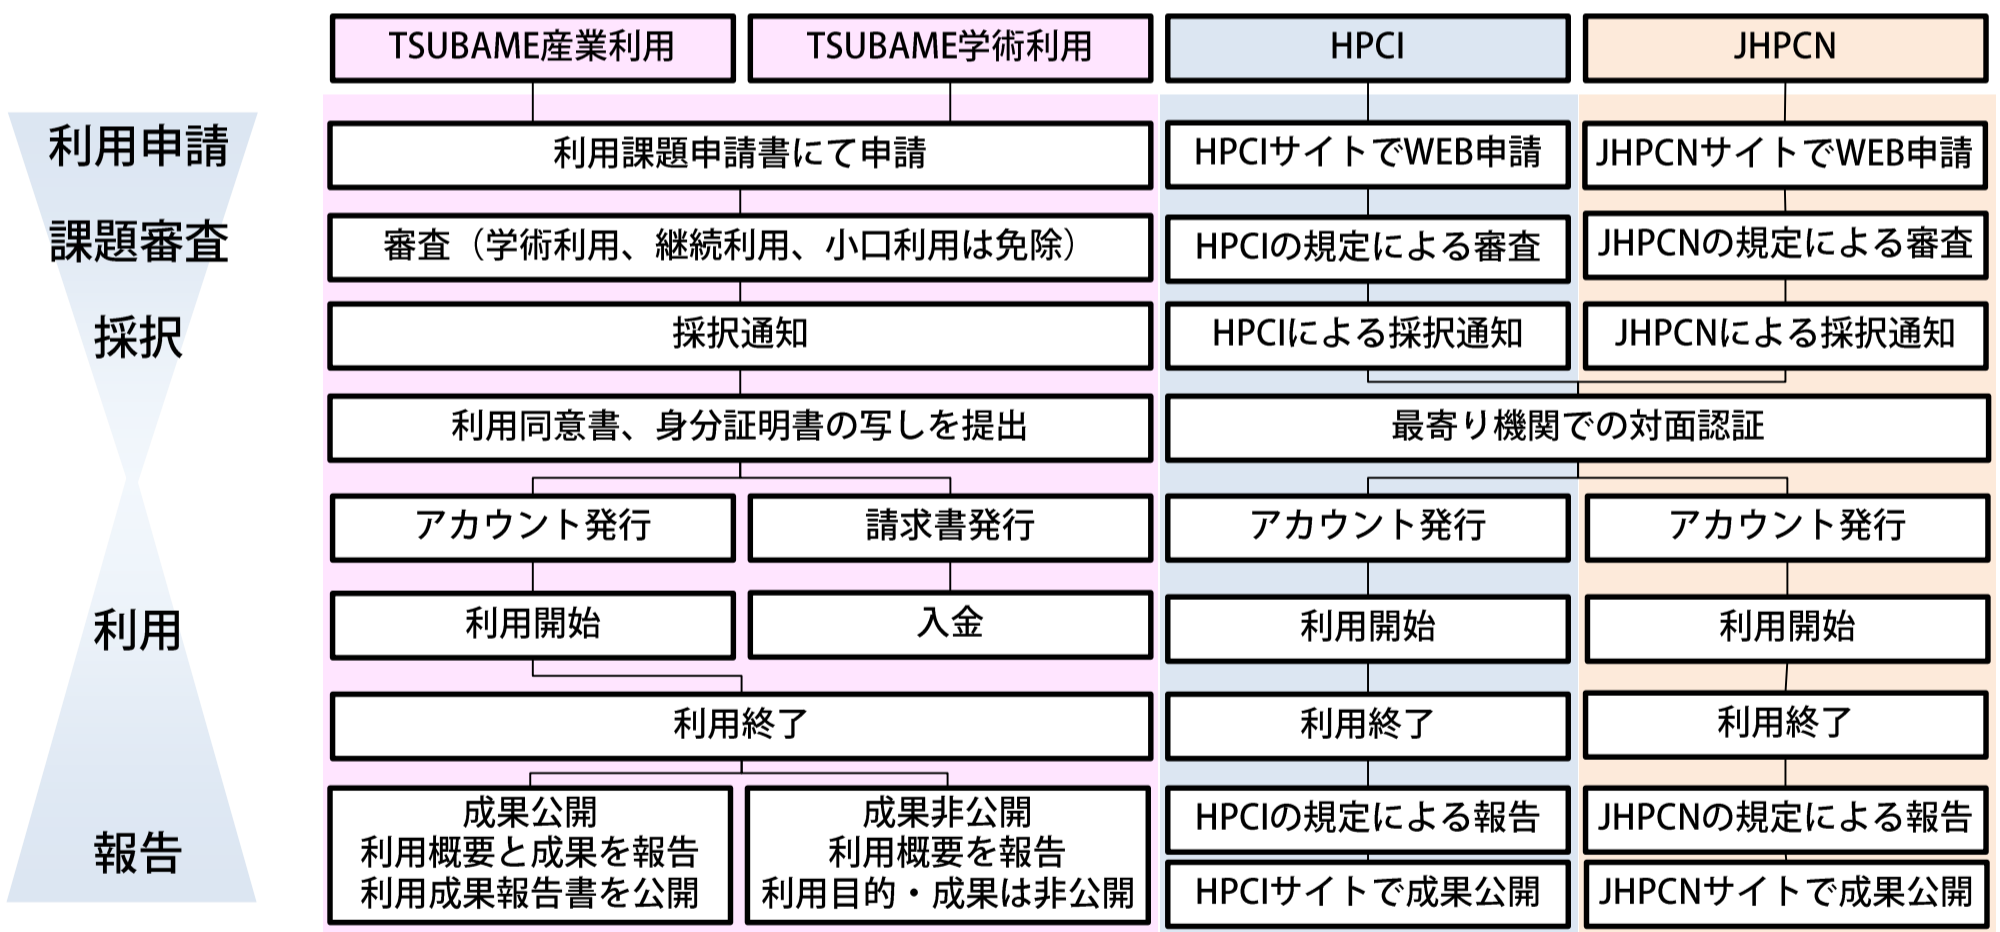 TSUBAME産業利用
TSUBAME学術利用
HPCI
JHPCN
利用申請
利用課題申請書にて申請
HPCIサイトでWEB申請
JHPCNサイトでWEB申請
課題審査
審査（学術利用、継続利用、小口利用は免除）
HPCIの規定による審査
JHPCNの規定による審査
採択
採択通知
HPCIによる採択通知
JHPCNによる採択通知
利用同意書、身分証明書の写しを提出
最寄り機関での対面認証
アカウント発行
請求書発行
アカウント発行
アカウント発行
利用
利用開始
入金
利用開始
利用開始
利用終了
利用終了
利用終了
報告
成果公開
利用概要と成果を報告
利用成果報告書を公開
成果非公開
利用概要を報告
利用目的・成果は非公開
HPCIの規定による報告
JHPCNの規定による報告
HPCIサイトで成果公開
JHPCNサイトで成果公開